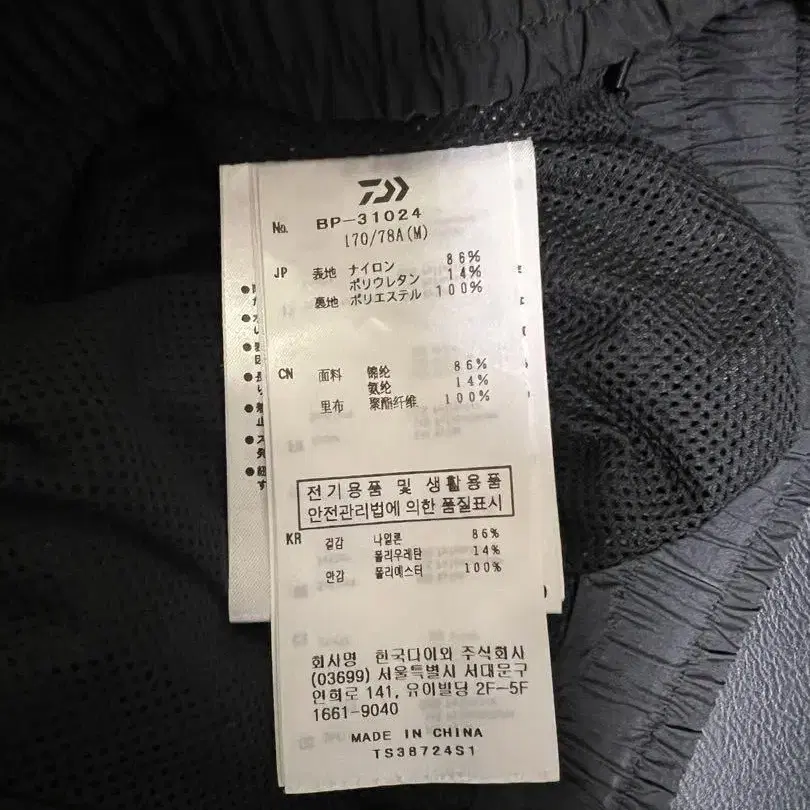 No. BP-31024
170/78A(M)
JP 表地 ナイロン 86%
ポリウレタン 14%
裏地 ポリエステル 100%
CN 面料 锦纶 86%
氨纶 14%
里布 聚酯纤维 100%
전기용품 및 생활용품
안전관리법에 의한 품질표시
KR 겉감 나일론 86%
폴리우레탄 14%
안감 폴리에스터 100%
회사명 한국다이와 주식회사
(03699) 서울특별시 서대문구
연희로 141, 유이빌딩 2F-5F
1661-9040
MADE IN CHINA
TS38724S1